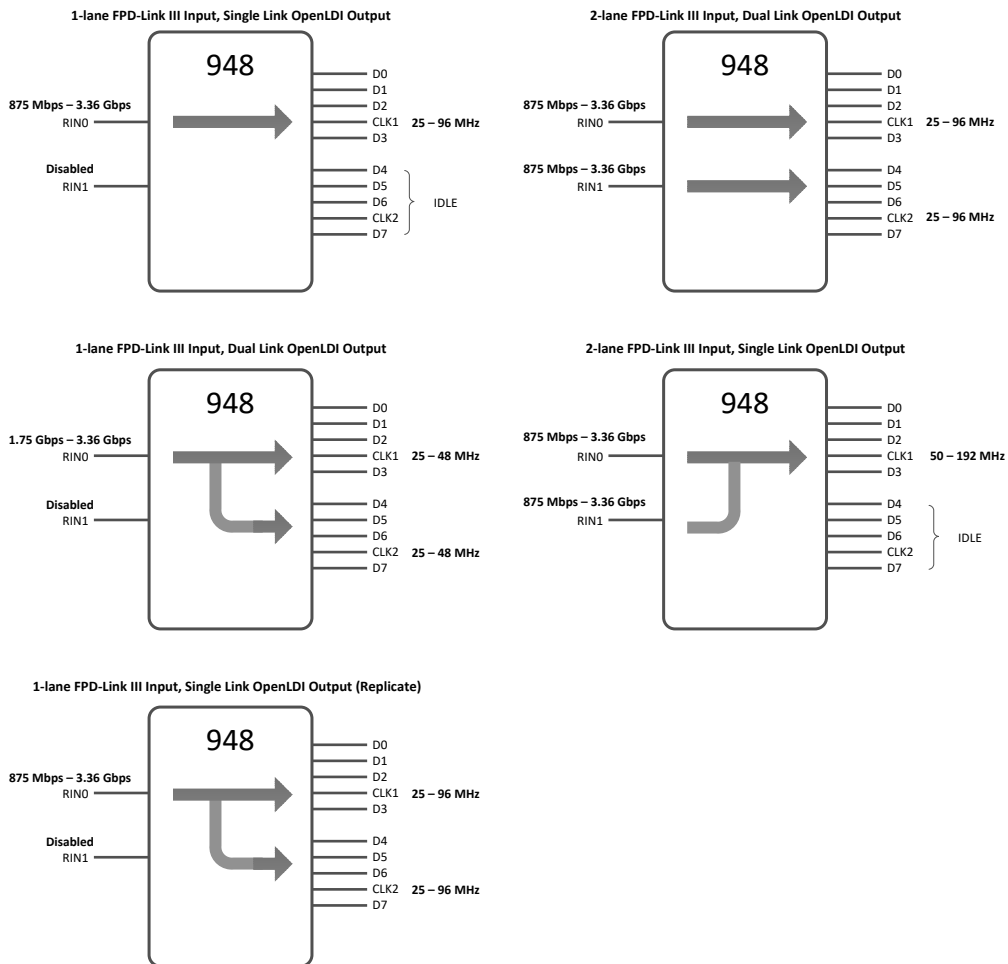 1-lane FPD-Link III Input, Single Link OpenLDI Output
948
875 Mbps – 3.36 Gbps
RIN0
Disabled
RIN1
D0
D1
D2
CLK1 25 – 96 MHz
D3
D4
D5
D6
CLK2
D7
IDLE
2-lane FPD-Link III Input, Dual Link OpenLDI Output
948
875 Mbps – 3.36 Gbps
RIN0
875 Mbps – 3.36 Gbps
RIN1
D0
D1
D2
CLK1 25 – 96 MHz
D3
D4
D5
D6
CLK2 25 – 96 MHz
D7
1-lane FPD-Link III Input, Dual Link OpenLDI Output
948
1.75 Gbps – 3.36 Gbps
RIN0
Disabled
RIN1
D0
D1
D2
CLK1 25 – 48 MHz
D3
D4
D5
D6
CLK2 25 – 48 MHz
D7
2-lane FPD-Link III Input, Single Link OpenLDI Output
948
875 Mbps – 3.36 Gbps
RIN0
875 Mbps – 3.36 Gbps
RIN1
D0
D1
D2
CLK1 50 – 192 MHz
D3
D4
D5
D6
CLK2
D7
IDLE
1-lane FPD-Link III Input, Single Link OpenLDI Output (Replicate)
948
875 Mbps – 3.36 Gbps
RIN0
Disabled
RIN1
D0
D1
D2
CLK1 25 – 96 MHz
D3
D4
D5
D6
CLK2 25 – 96 MHz
D7